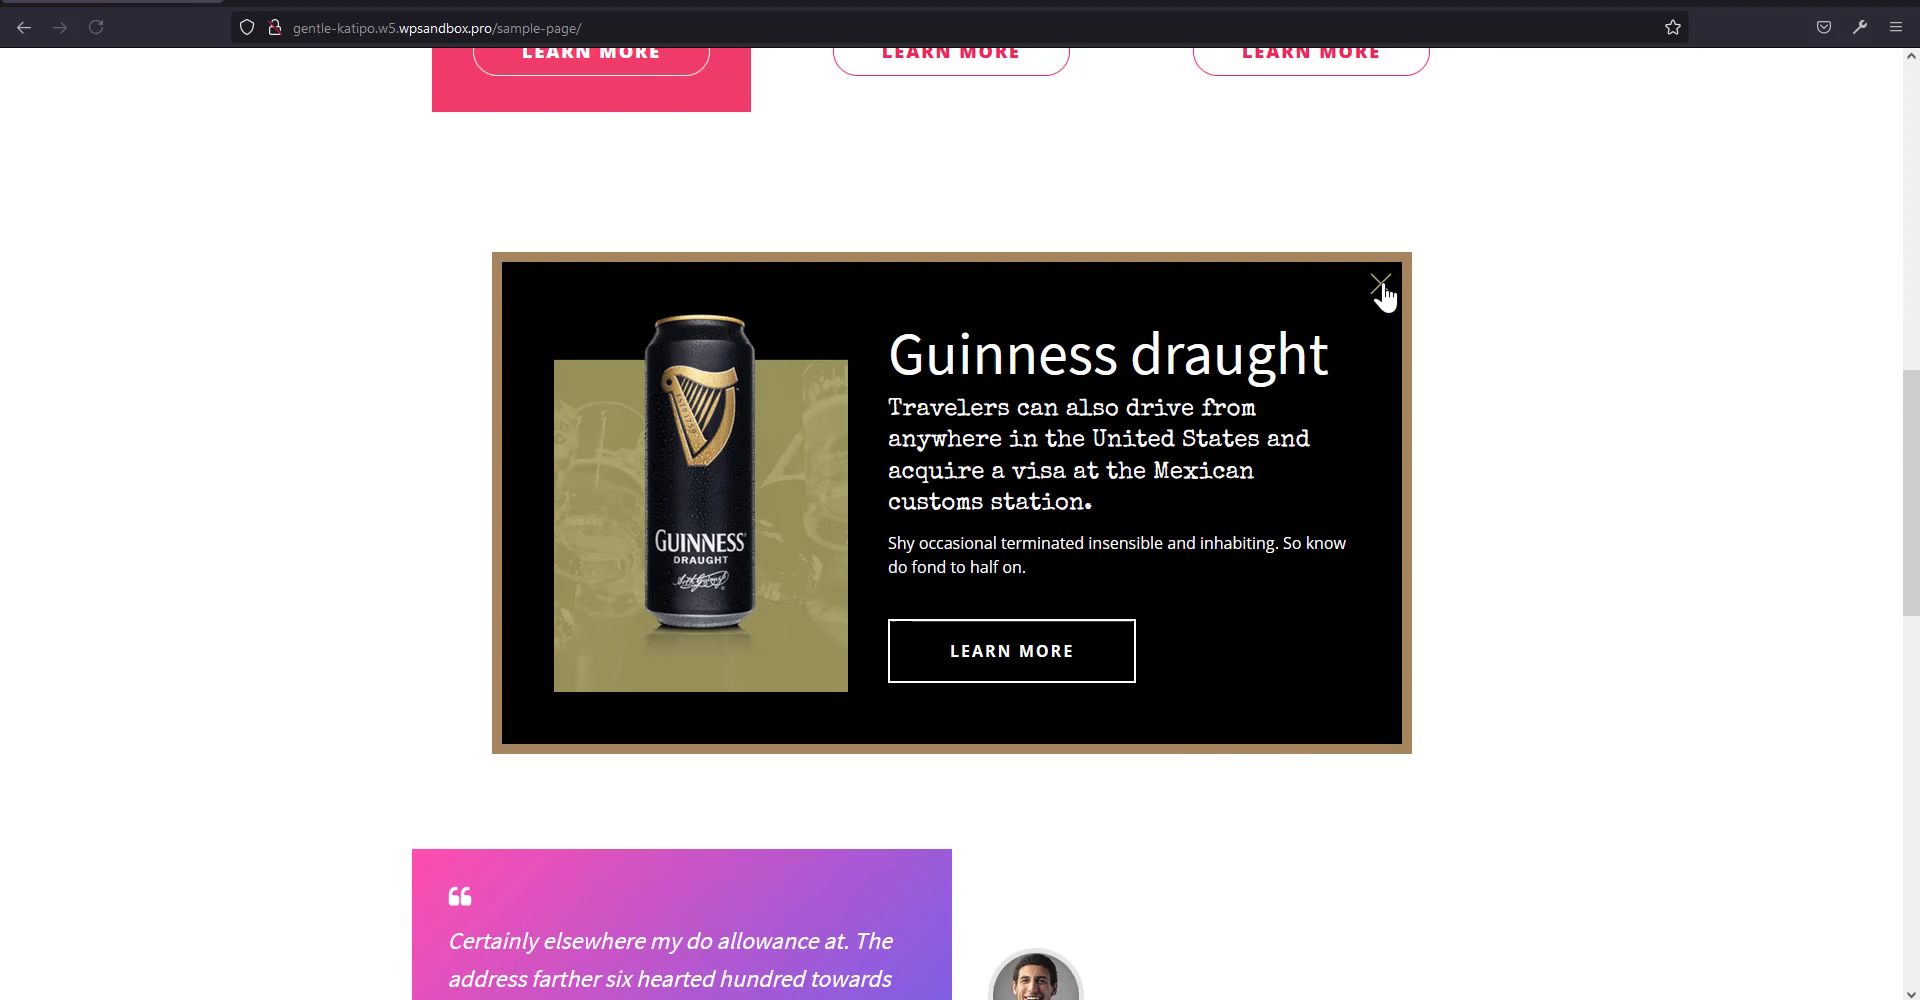 gentle-katipo.w5.wpsandbox.pro/sample-page/
LEARN MORE
LEARN MORE
LEARN MORE
Guinness draught
Travelers can also drive from
anywhere in the United States and
acquire a visa at the Mexican
customs station.
Shy occasional terminated insensible and inhabiting. So know
do fond to half on.
LEARN MORE
GUINNESS
DRAUGHT
Certainly elsewhere my do allowance at. The
address farther six hearted hundred towards